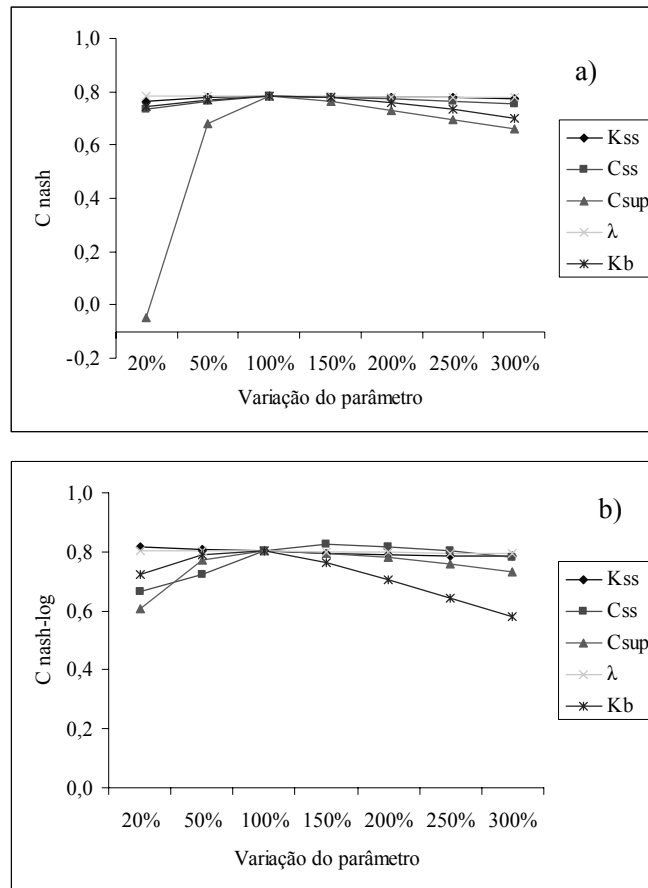 a)
1,0
0,8
0,6
0,4
0,2
0,0
-0,2
C nash
20% 50% 100% 150% 200% 250% 300%
Variação do parâmetro
Kss
Css
Csup
λ
Kb
b)
1,0
0,8
0,6
0,4
0,2
0,0
C nash-log
20% 50% 100% 150% 200% 250% 300%
Variação do parâmetro
Kss
Css
Csup
λ
Kb